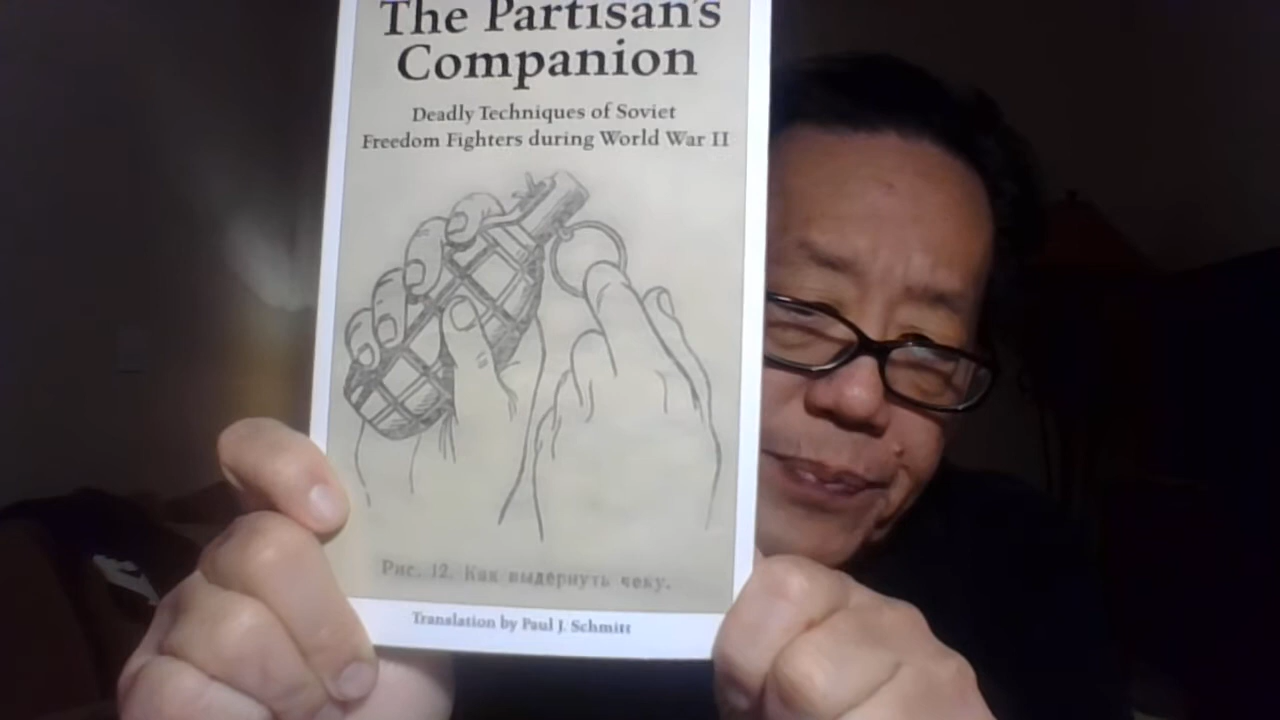 The Partisan's
Companion
Deadly Techniques of Soviet
Freedom Fighters during World War II
Рис. 12. Как выдернуть чеку.
Translation by Paul J. Schmitt